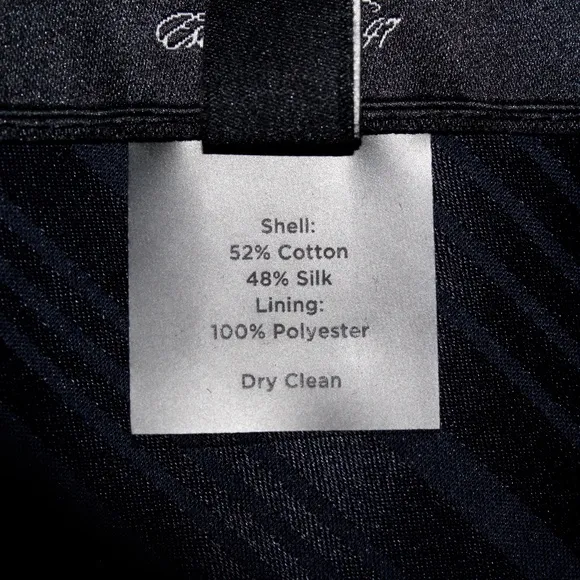 Shell:
52% Cotton
48% Silk
Lining:
100% Polyester
Dry Clean